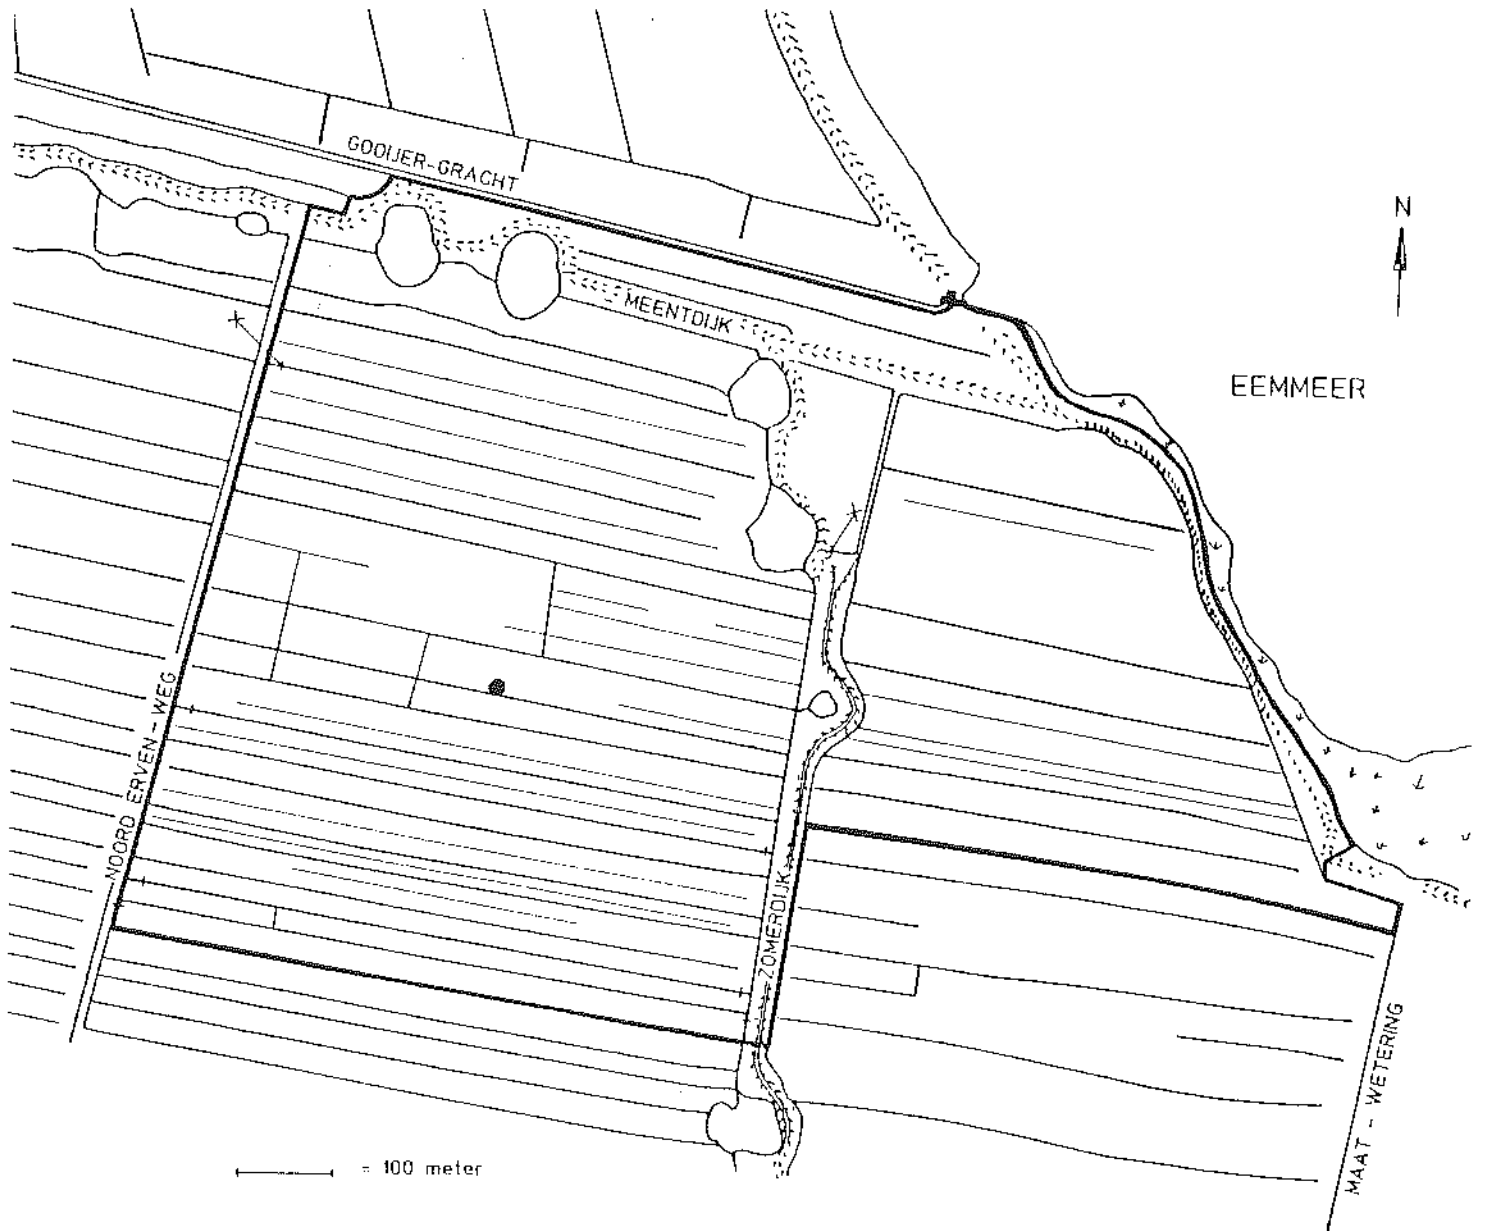 GOOIJER-GRACHT
N
MEENTDIJK
EEMMEER
NOORD ERVEN-WEG
ZOMERDIJK
MAAT - WETERING
= 100 meter